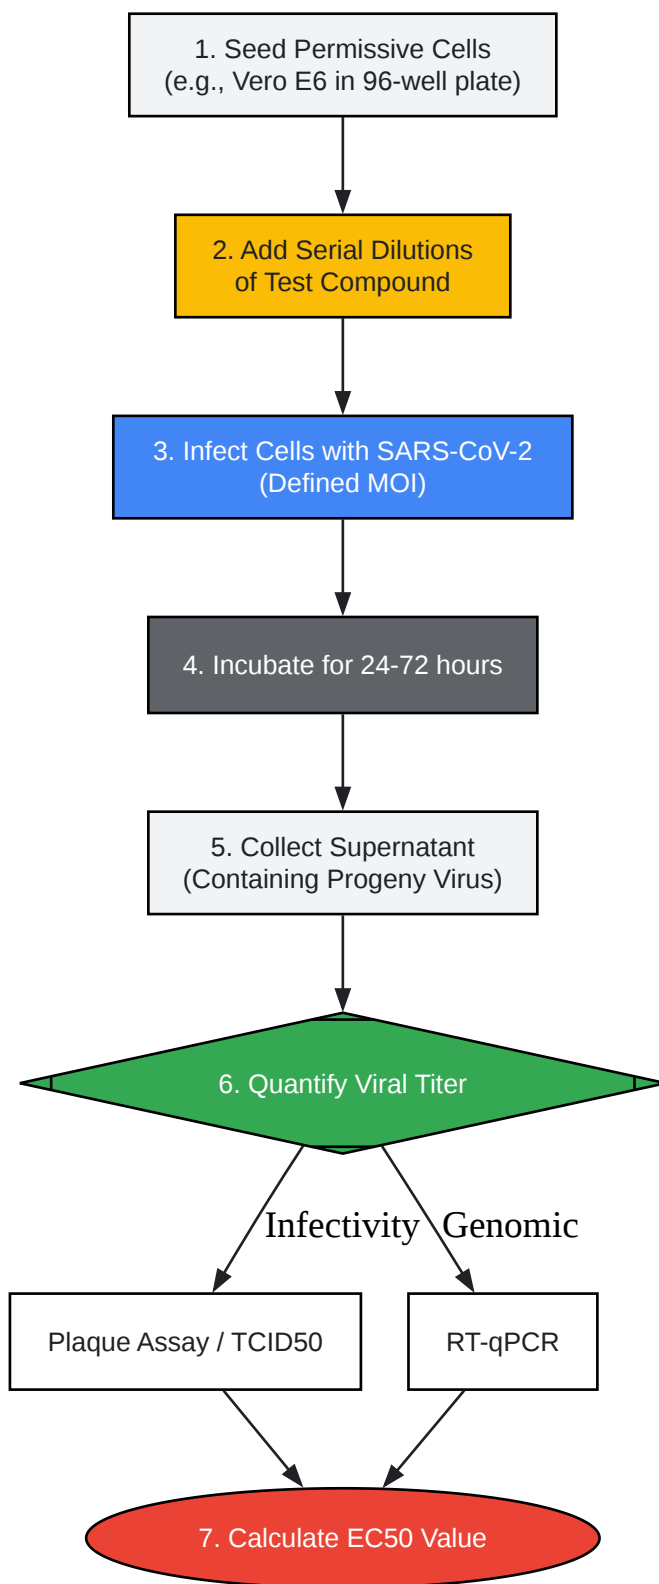 1. Seed Permissive Cells
(e.g., Vero E6 in 96-well plate)
2. Add Serial Dilutions
of Test Compound
3. Infect Cells with SARS-CoV-2
(Defined MOI)
4. Incubate for 24-72 hours
5. Collect Supernatant
(Containing Progeny Virus)
6. Quantify Viral Titer
Infectivity
Genomic
Plaque Assay / TCID50
RT-qPCR
7. Calculate EC50 Value